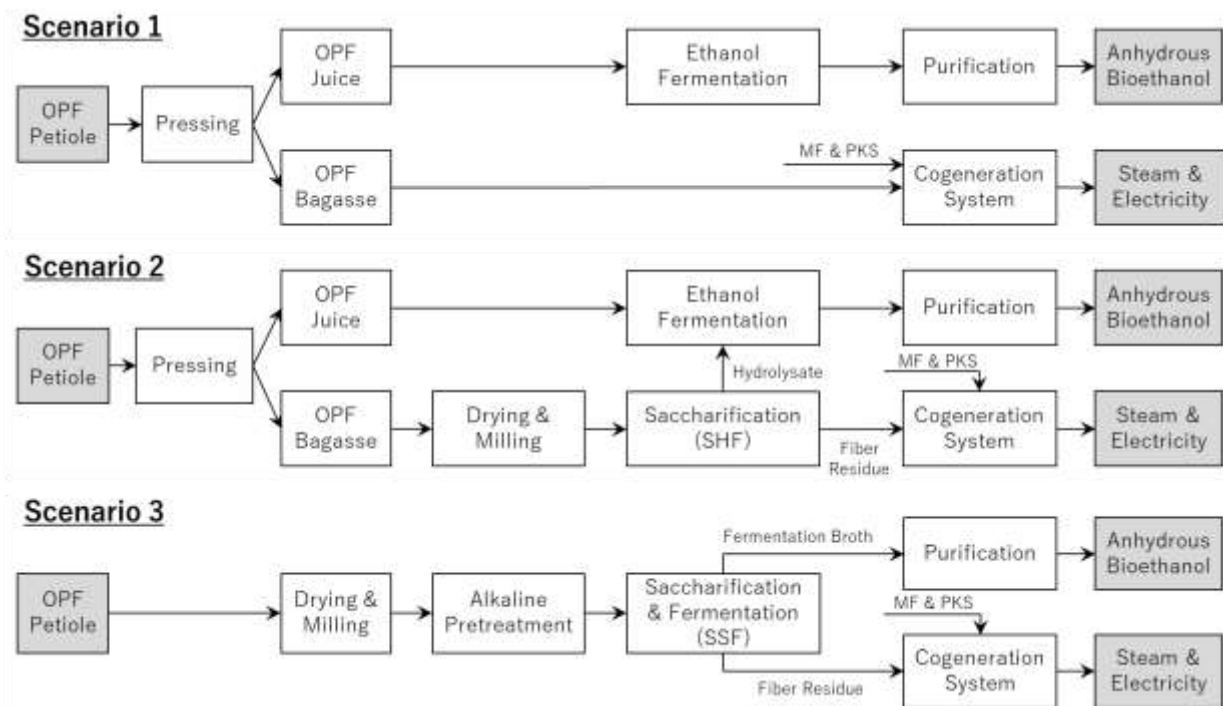 Scenario 1
OPF
Petiole
Pressing
OPF
Juice
Ethanol
Fermentation
Purification
Anhydrous
Bioethanol
OPF
Bagasse
MF & PKS
Cogeneration
System
Steam &
Electricity
Scenario 2
OPF
Petiole
Pressing
OPF
Juice
Ethanol
Fermentation
Purification
Anhydrous
Bioethanol
Hydrolysate
MF & PKS
OPF
Bagasse
Drying &
Milling
Saccharification
(SHF)
Fiber
Residue
Cogeneration
System
Steam &
Electricity
Scenario 3
OPF
Petiole
Drying &
Milling
Alkaline
Pretreatment
Saccharification
& Fermentation
(SSF)
Fermentation Broth
Purification
Anhydrous
Bioethanol
MF & PKS
Fiber Residue
Cogeneration
System
Steam &
Electricity